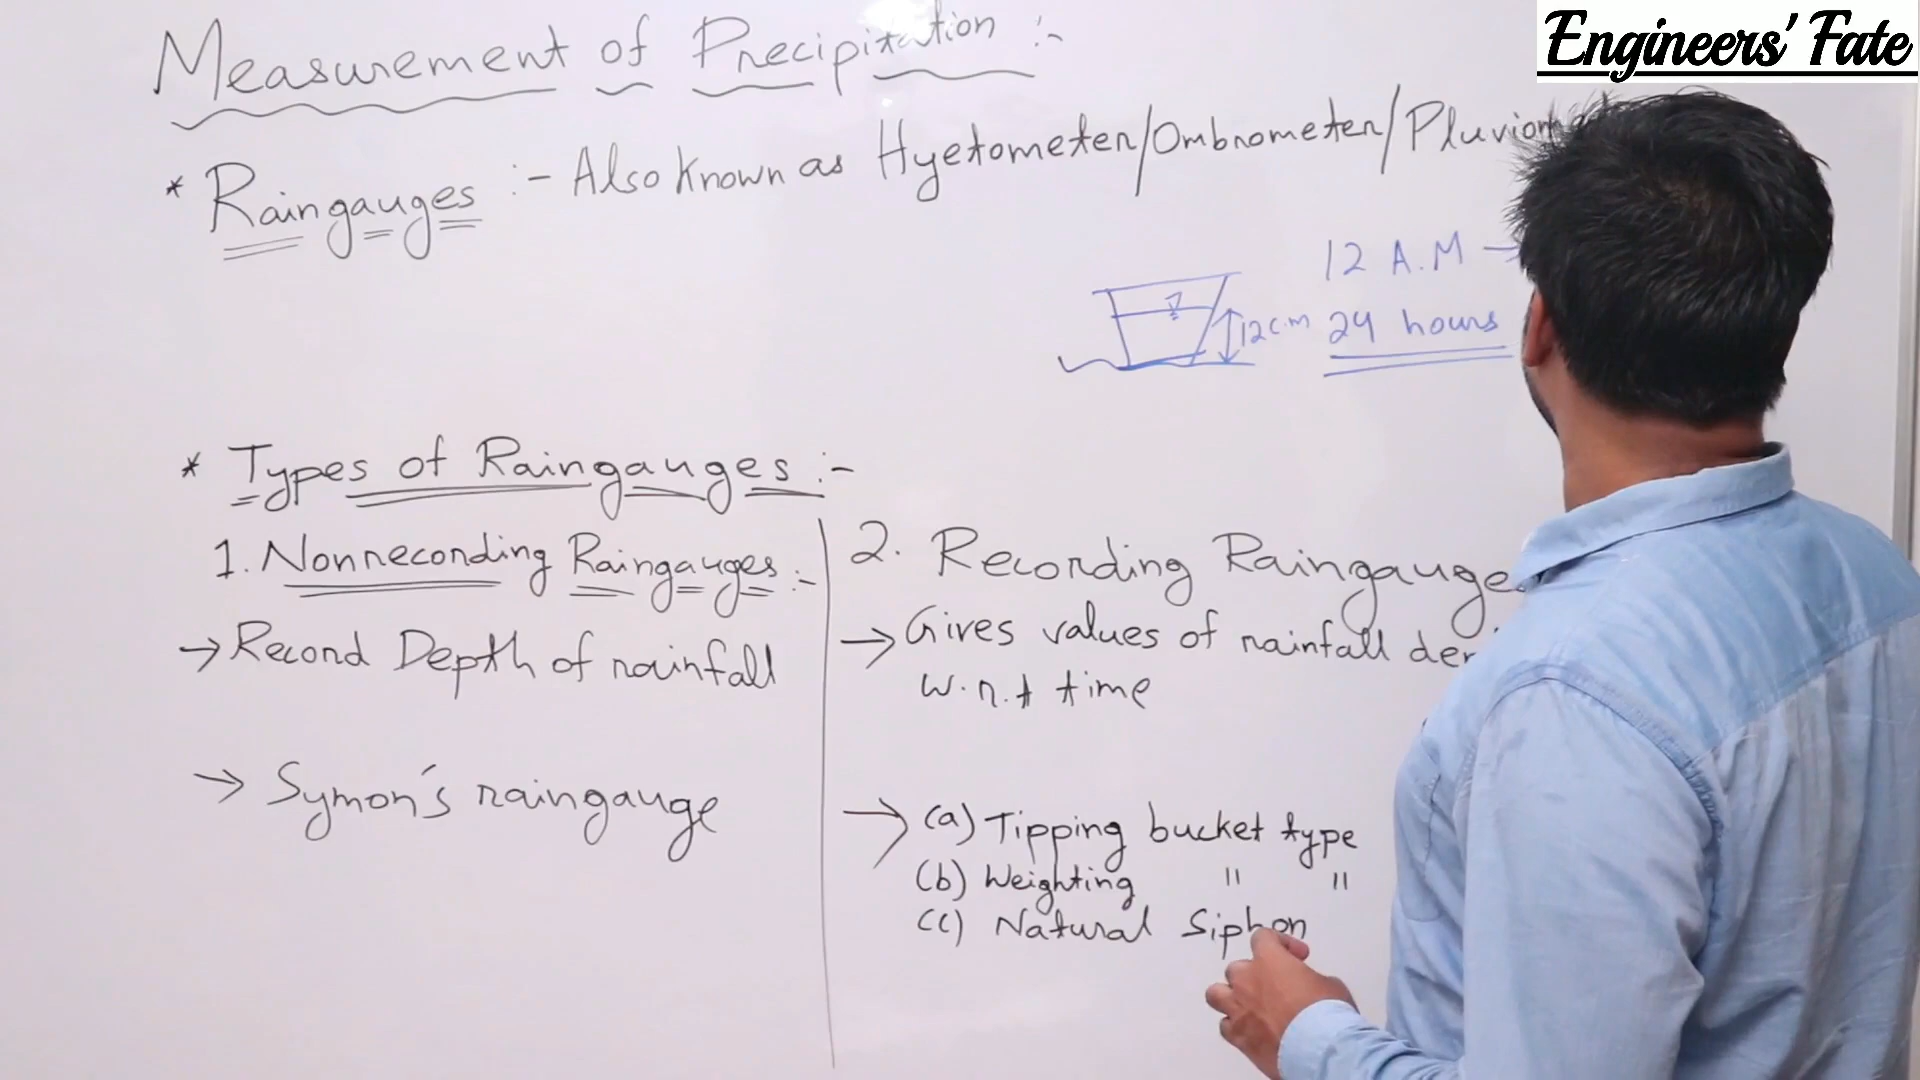 Engineers' Fate
Measurement of Precipitation :-
* Raingauges :- Also Known as Hyetometer/Ombrometer/
12 A.M →
12cm 24 hours
* Types of Raingauges :-
1. Nonrecording Raingauges :-
→ Record Depth of rainfall
→ Symon's raingauge
2. Recording Raingauge
→ Gives values of rainfall
w.r.t time
→ (a) Tipping bucket type
(b) Weighting " "
(c) Natural Siphon